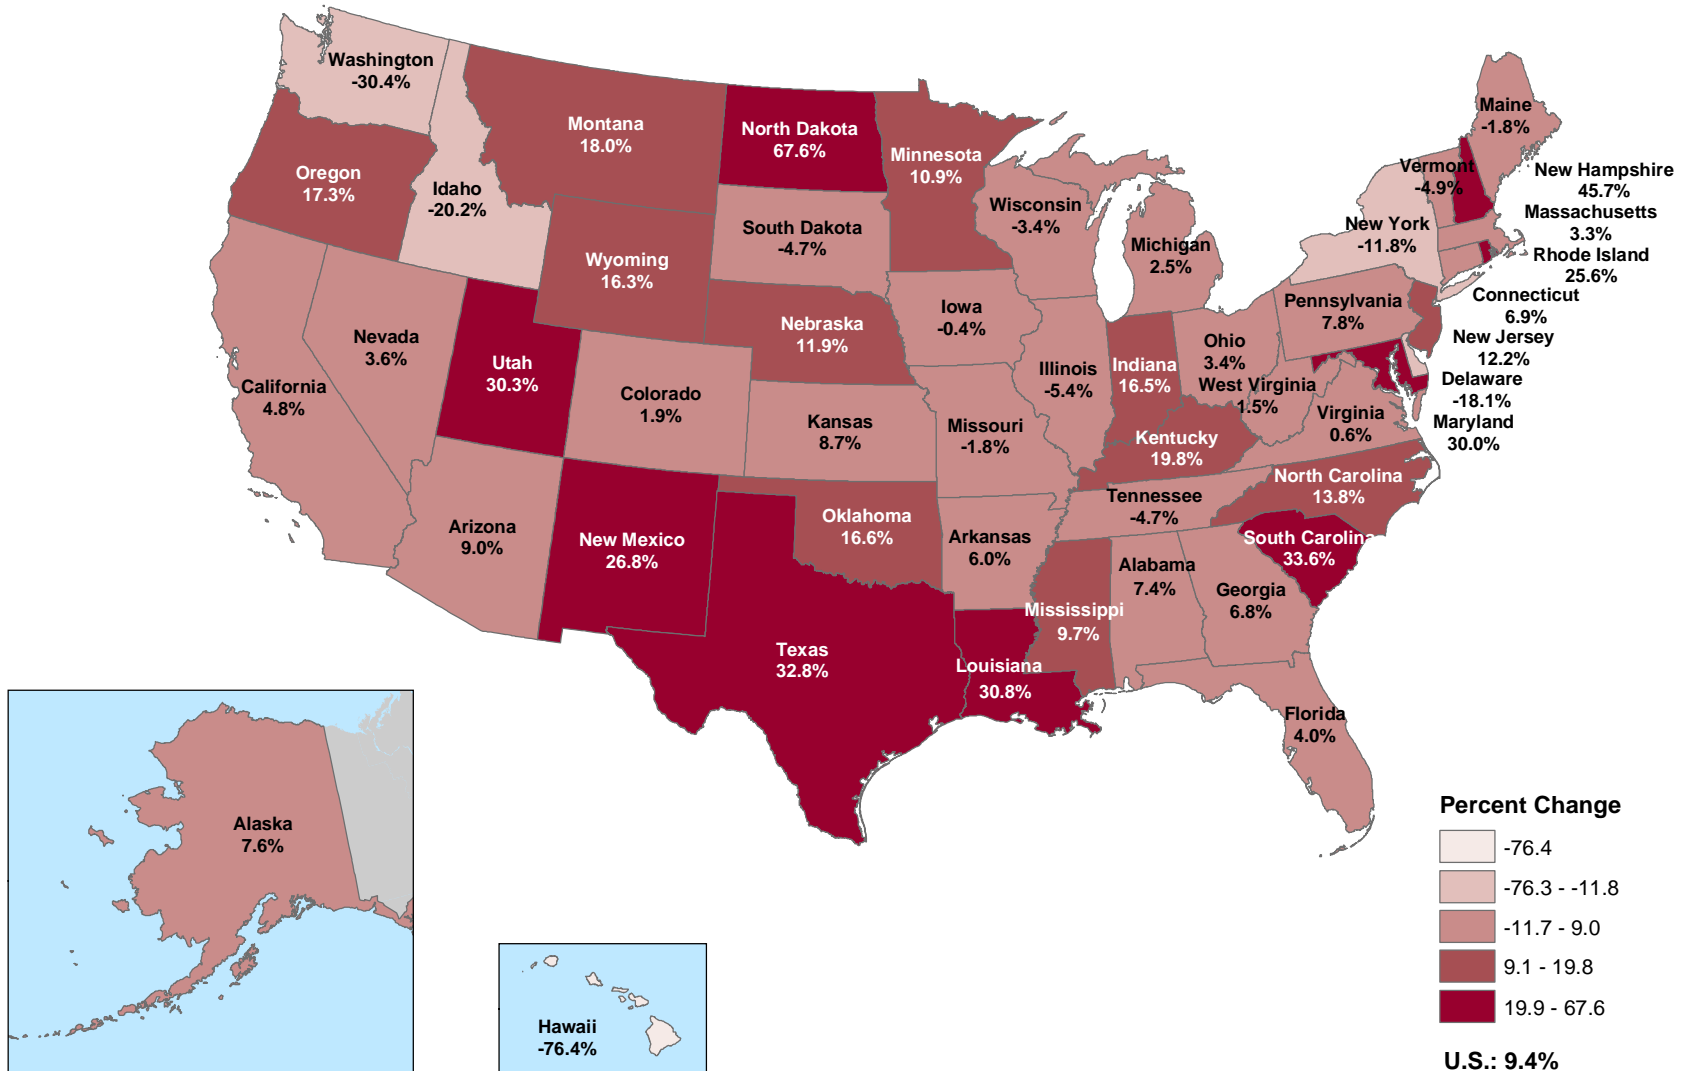 Washington
-30.4%
Oregon
17.3%
Idaho
-20.2%
Montana
18.0%
Wyoming
16.3%
North Dakota
67.6%
South Dakota
-4.7%
Minnesota
10.9%
Wisconsin
-3.4%
Michigan
2.5%
Maine
-1.8%
Vermont
-4.9%
New Hampshire
45.7%
Massachusetts
3.3%
New York
-11.8%
Rhode Island
25.6%
Connecticut
6.9%
New Jersey
12.2%
Delaware
-18.1%
Maryland
30.0%
Pennsylvania
7.8%
Ohio
3.4%
Indiana
16.5%
Illinois
-5.4%
Iowa
-0.4%
Nebraska
11.9%
Nevada
3.6%
Utah
30.3%
California
4.8%
Colorado
1.9%
Kansas
8.7%
Missouri
-1.8%
West Virginia
1.5%
Virginia
0.6%
Kentucky
19.8%
North Carolina
13.8%
Tennessee
-4.7%
South Carolina
33.6%
Arizona
9.0%
New Mexico
26.8%
Oklahoma
16.6%
Arkansas
6.0%
Alabama
7.4%
Georgia
6.8%
Mississippi
9.7%
Texas
32.8%
Louisiana
30.8%
Florida
4.0%
Alaska
7.6%
Hawaii
-76.4%
Percent Change
-76.4
-76.3 - -11.8
-11.7 - 9.0
9.1 - 19.8
19.9 - 67.6
U.S.: 9.4%